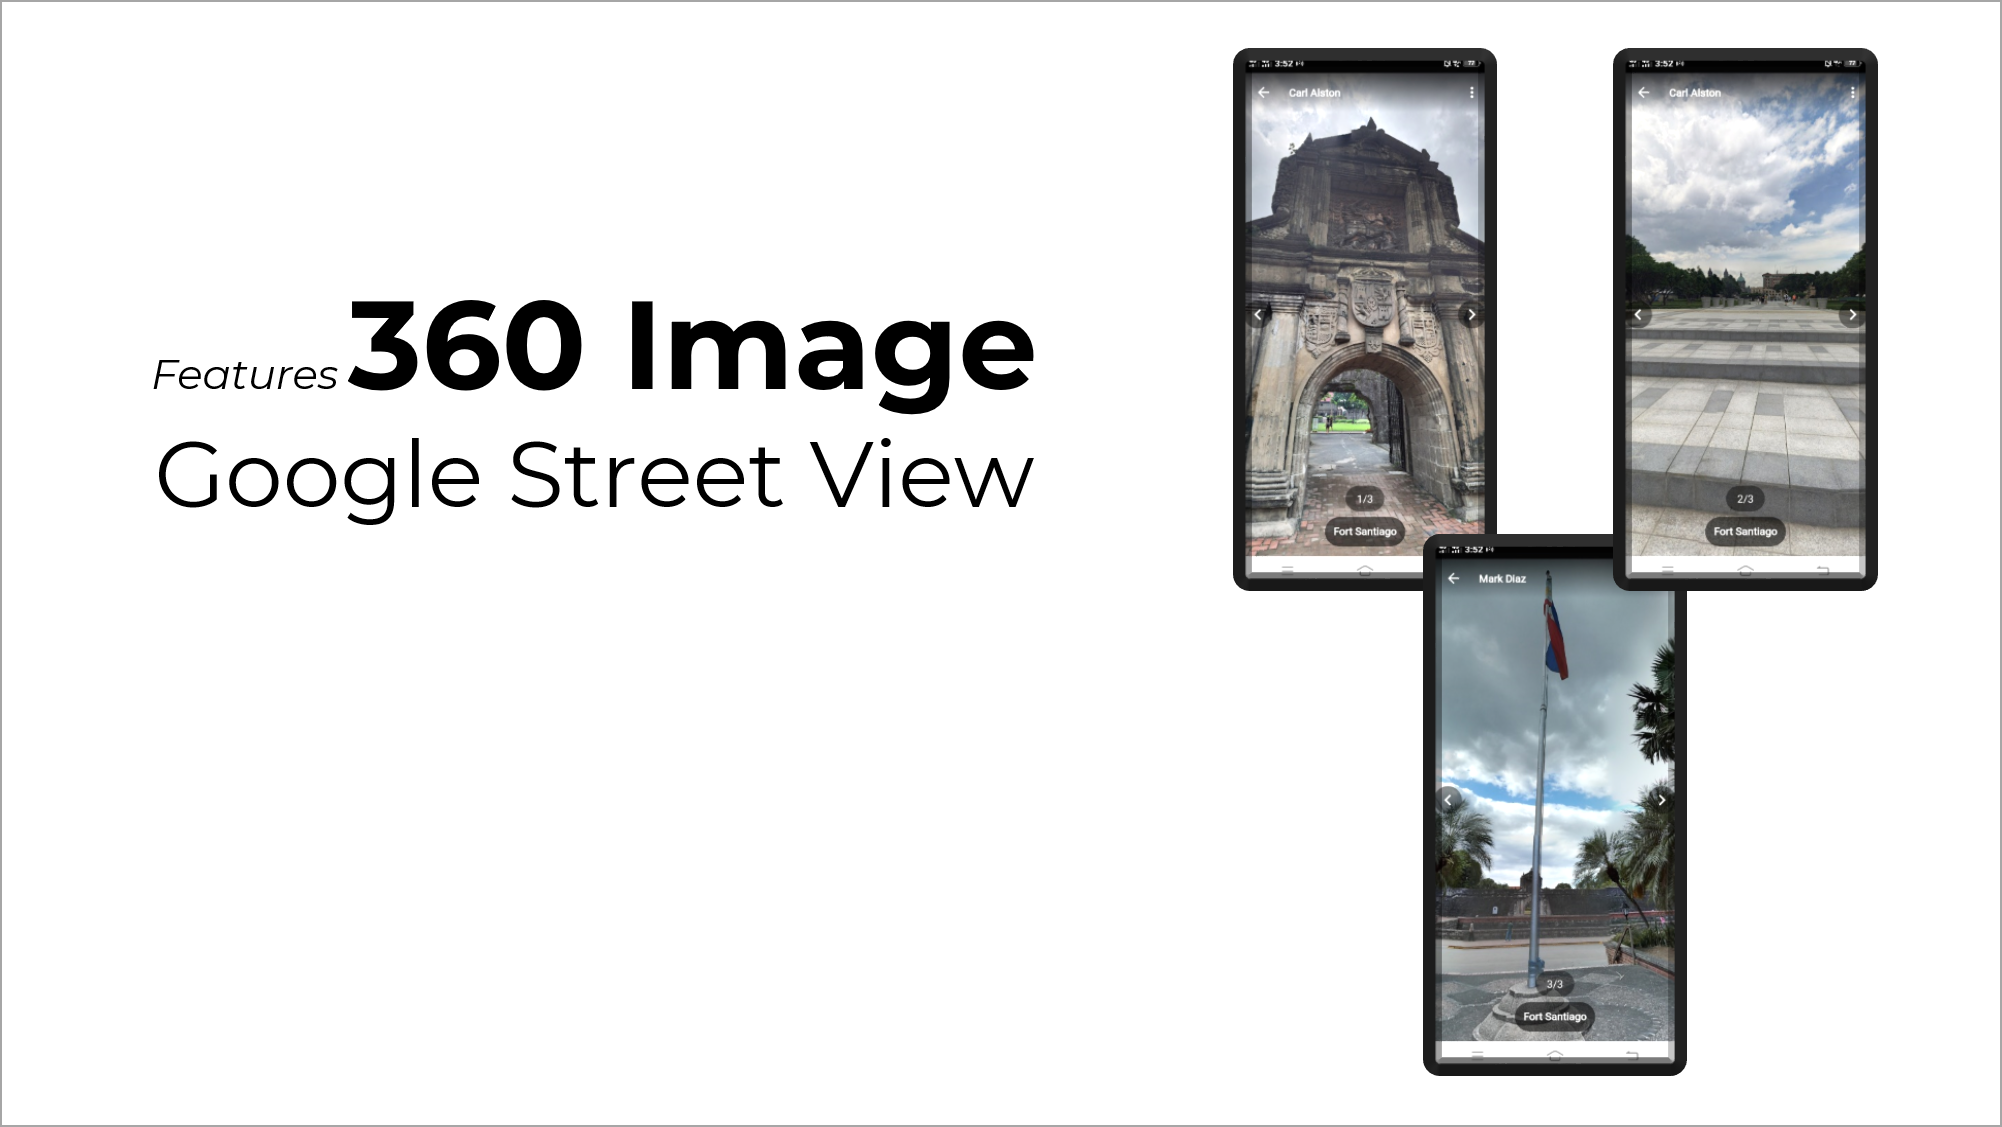 Features 360 Image
Google Street View
3:52
Carl Alston
1/3
Fort Santiago
3:52
Carl Alston
2/3
Fort Santiago
3:52
Mark Diaz
3/3
Fort Santiago